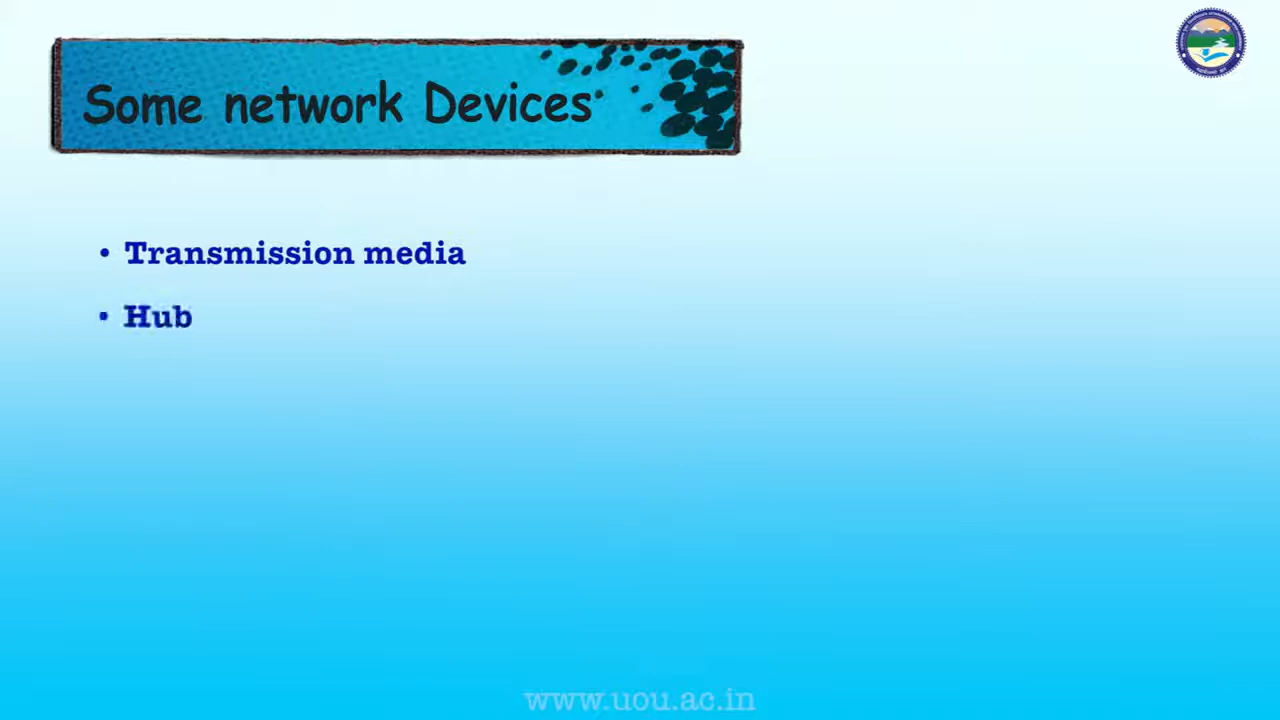 Some network Devices
• Transmission media
• Hub
www.uou.ac.in